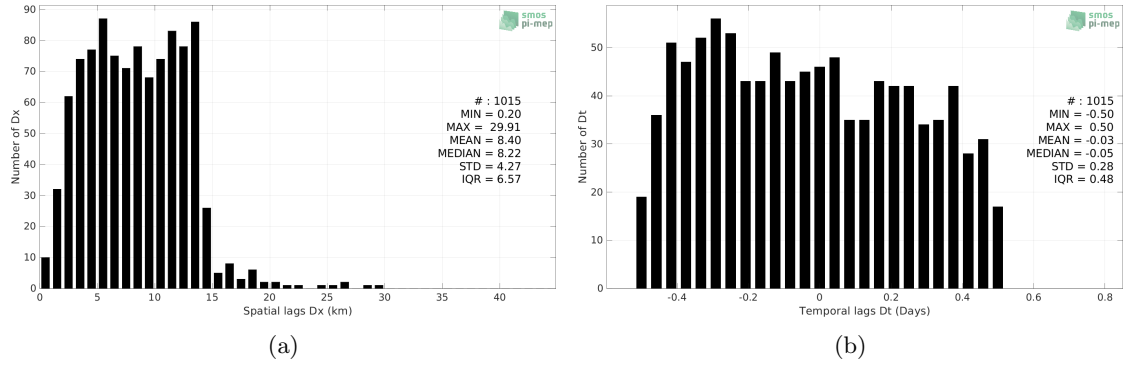 90
80
70
60
50
40
30
20
10
0
Number of Dx
smos
pi-mep
# : 1015
MIN = 0.20
MAX = 29.91
MEAN = 8.40
MEDIAN = 8.22
STD = 4.27
IQR = 6.57
0 5 10 15 20 25 30 35 40
Spatial lags Dx (km)
(a)
50
40
30
20
10
0
Number of Dt
smos
pi-mep
# : 1015
MIN = -0.50
MAX = 0.50
MEAN = -0.03
MEDIAN = -0.05
STD = 0.28
IQR = 0.48
-0.4 -0.2 0 0.2 0.4 0.6 0.8
Temporal lags Dt (Days)
(b)